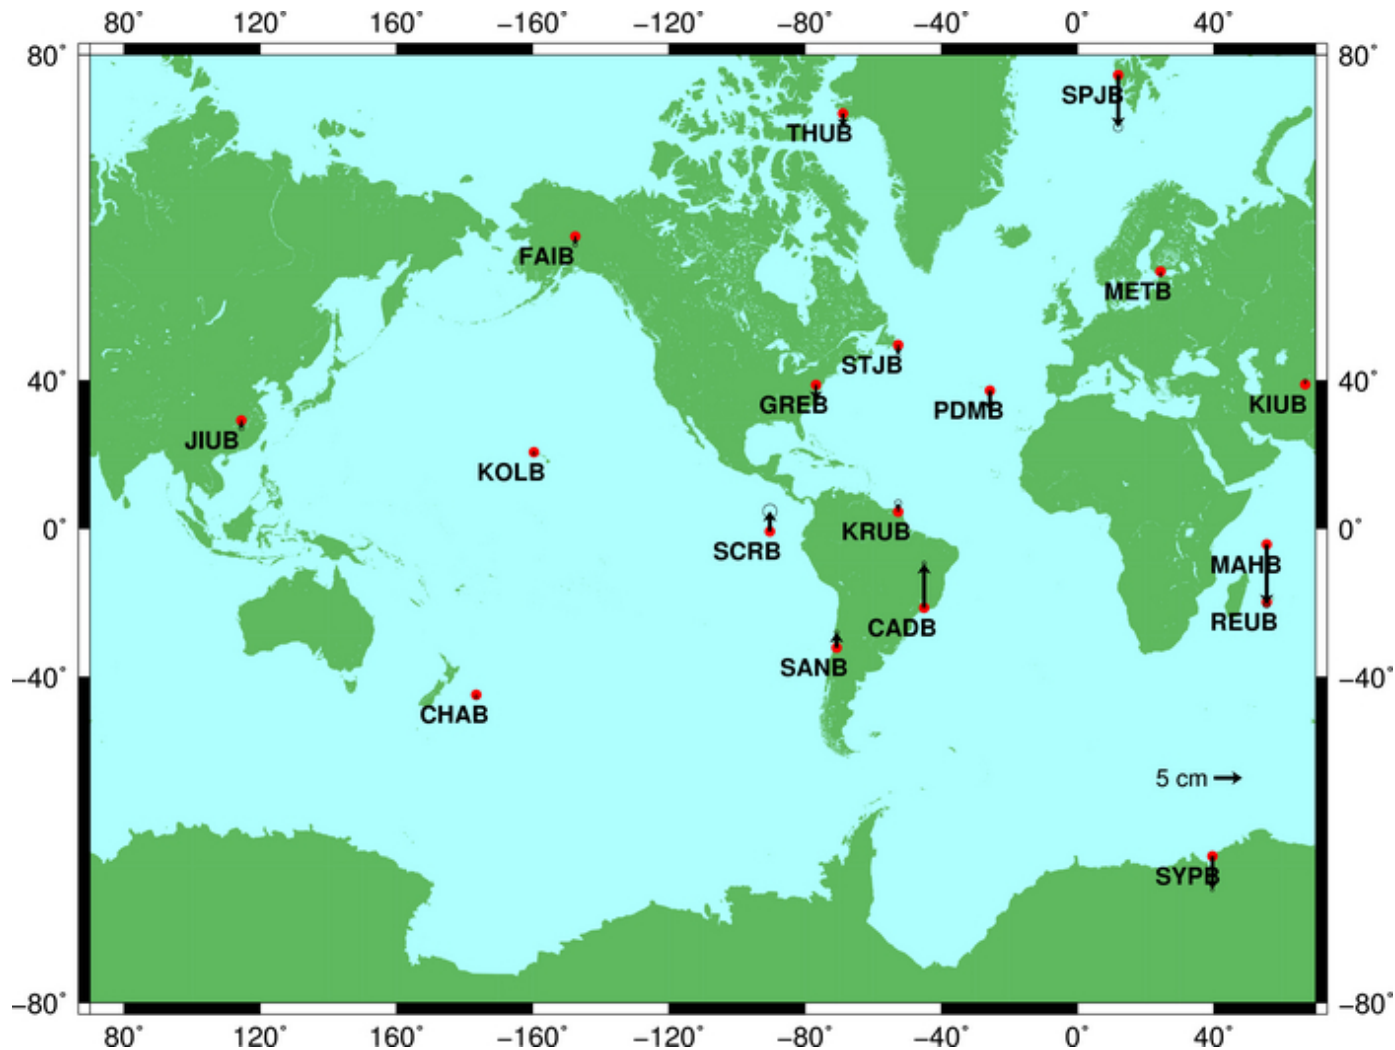 80° 120° 160° −160° −120° −80° −40° 0° 40°
80° 80°
SPJB
THUB
FAIB
METB
STJB
40° 40°
GREB PDMB KIUB
JIUB
KOLB
0° KRUB 0°
SCRB
MAHB
REUB
CADB
SANB
−40° −40°
CHAB
5 cm
SYPB
−80° −80°
80° 120° 160° −160° −120° −80° −40° 0° 40°